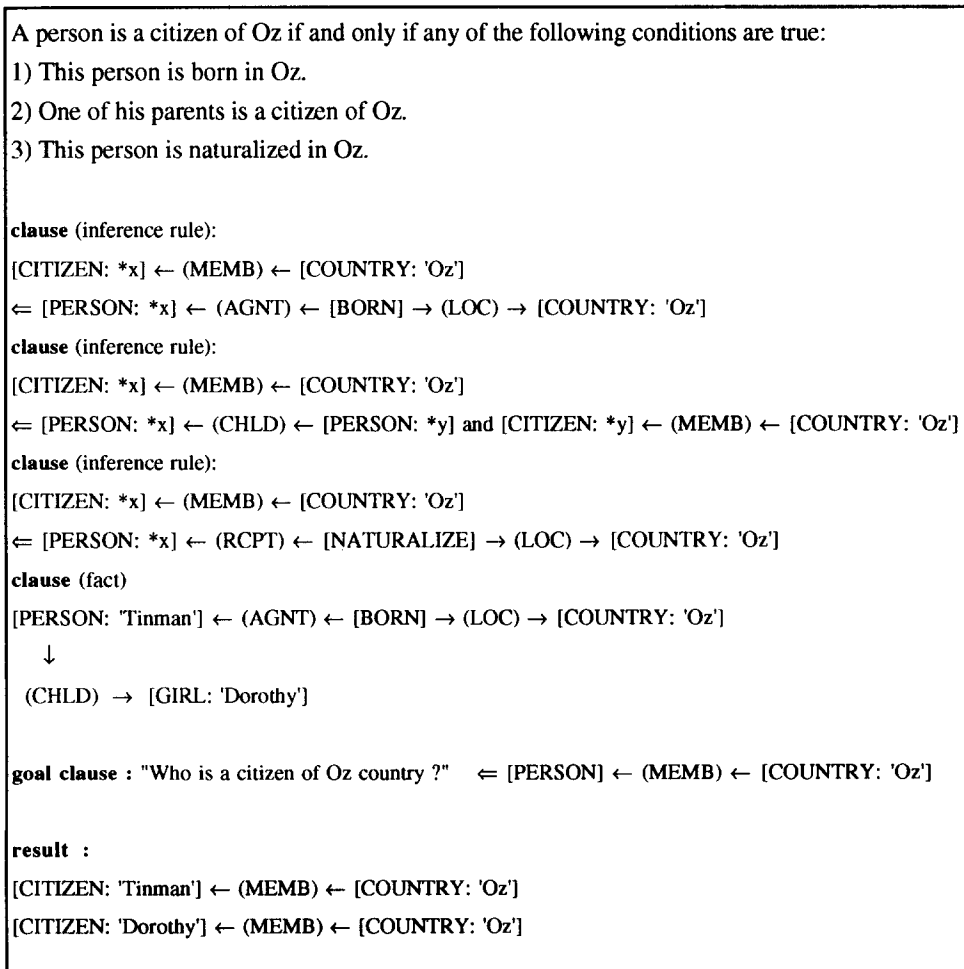 A person is a citizen of Oz if and only if any of the following conditions are true:
1) This person is born in Oz.
2) One of his parents is a citizen of Oz.
3) This person is naturalized in Oz.
clause (inference rule):
[CITIZEN: *x] ← (MEMB) ← [COUNTRY: 'Oz']
⇐ [PERSON: *x] ← (AGNT) ← [BORN] → (LOC) → [COUNTRY: 'Oz']
clause (inference rule):
[CITIZEN: *x] ← (MEMB) ← [COUNTRY: 'Oz']
⇐ [PERSON: *x] ← (CHLD) ← [PERSON: *y] and [CITIZEN: *y] ← (MEMB) ← [COUNTRY: 'Oz']
clause (inference rule):
[CITIZEN: *x] ← (MEMB) ← [COUNTRY: 'Oz']
⇐ [PERSON: *x] ← (RCPT) ← [NATURALIZE] → (LOC) → [COUNTRY: 'Oz']
clause (fact)
[PERSON: 'Tinman'] ← (AGNT) ← [BORN] → (LOC) → [COUNTRY: 'Oz']
↓
(CHLD) → [GIRL: 'Dorothy']
goal clause : "Who is a citizen of Oz country ?" ⇐ [PERSON] ← (MEMB) ← [COUNTRY: 'Oz']
result :
[CITIZEN: 'Tinman'] ← (MEMB) ← [COUNTRY: 'Oz']
[CITIZEN: 'Dorothy'] ← (MEMB) ← [COUNTRY: 'Oz']